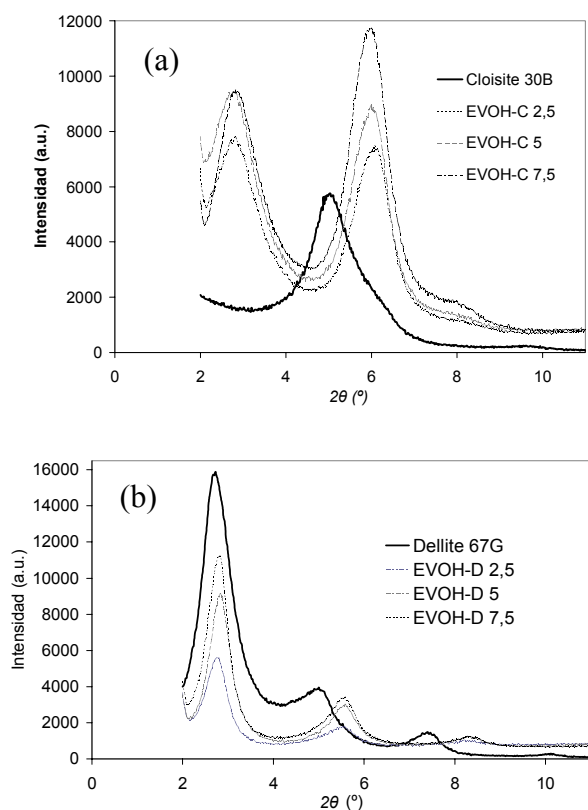 (a)
Intensidad (a.u.)
12000
10000
8000
6000
4000
2000
0
Cloisite 30B
EVOH-C 2,5
EVOH-C 5
EVOH-C 7,5
0 2 4 6 8 10
2θ (º)
(b)
Intensidad (a.u.)
16000
14000
12000
10000
8000
6000
4000
2000
0
Dellite 67G
EVOH-D 2,5
EVOH-D 5
EVOH-D 7,5
0 2 4 6 8 10
2θ (º)